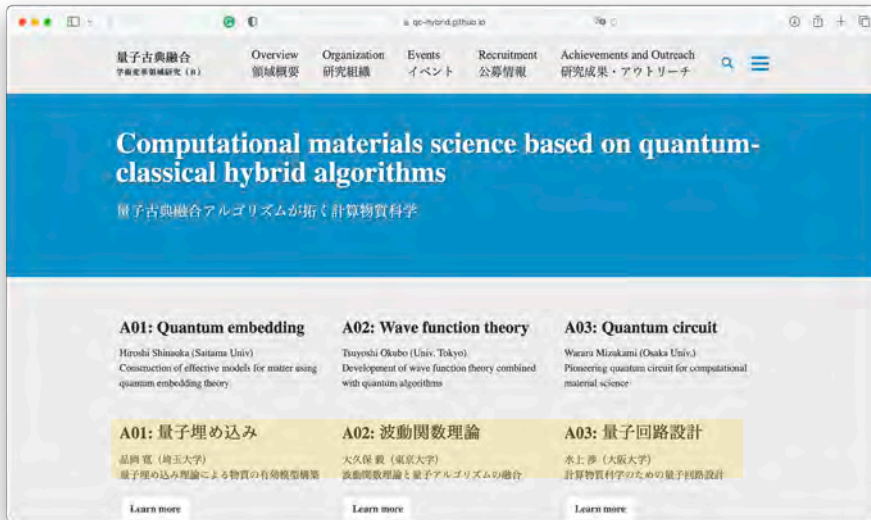 qc-hybrid.github.io
量子古典融合
学術変革領域研究（B）
Overview
領域概要
Organization
研究組織
Events
イベント
Recruitment
公募情報
Achievements and Outreach
研究成果・アウトリーチ
Computational materials science based on quantum-
classical hybrid algorithms
量子古典融合アルゴリズムが拓く計算物質科学
A01: Quantum embedding
Hiroshi Shinaoka (Saitama Univ)
Construction of effective models for matter using
quantum embedding theory
A02: Wave function theory
Tsuyoshi Okubo (Univ. Tokyo)
Development of wave function theory combined
with quantum algorithms
A03: Quantum circuit
Wataru Mizukami (Osaka Univ.)
Pioneering quantum circuit for computational
material science
A01: 量子埋め込み
品岡 寛（埼玉大学）
量子埋め込み理論による物質の有効模型構築
Learn more
A02: 波動関数理論
大久保 毅（東京大学）
波動関数理論と量子アルゴリズムの融合
Learn more
A03: 量子回路設計
水上 渉（大阪大学）
計算物質科学のための量子回路設計
Learn more